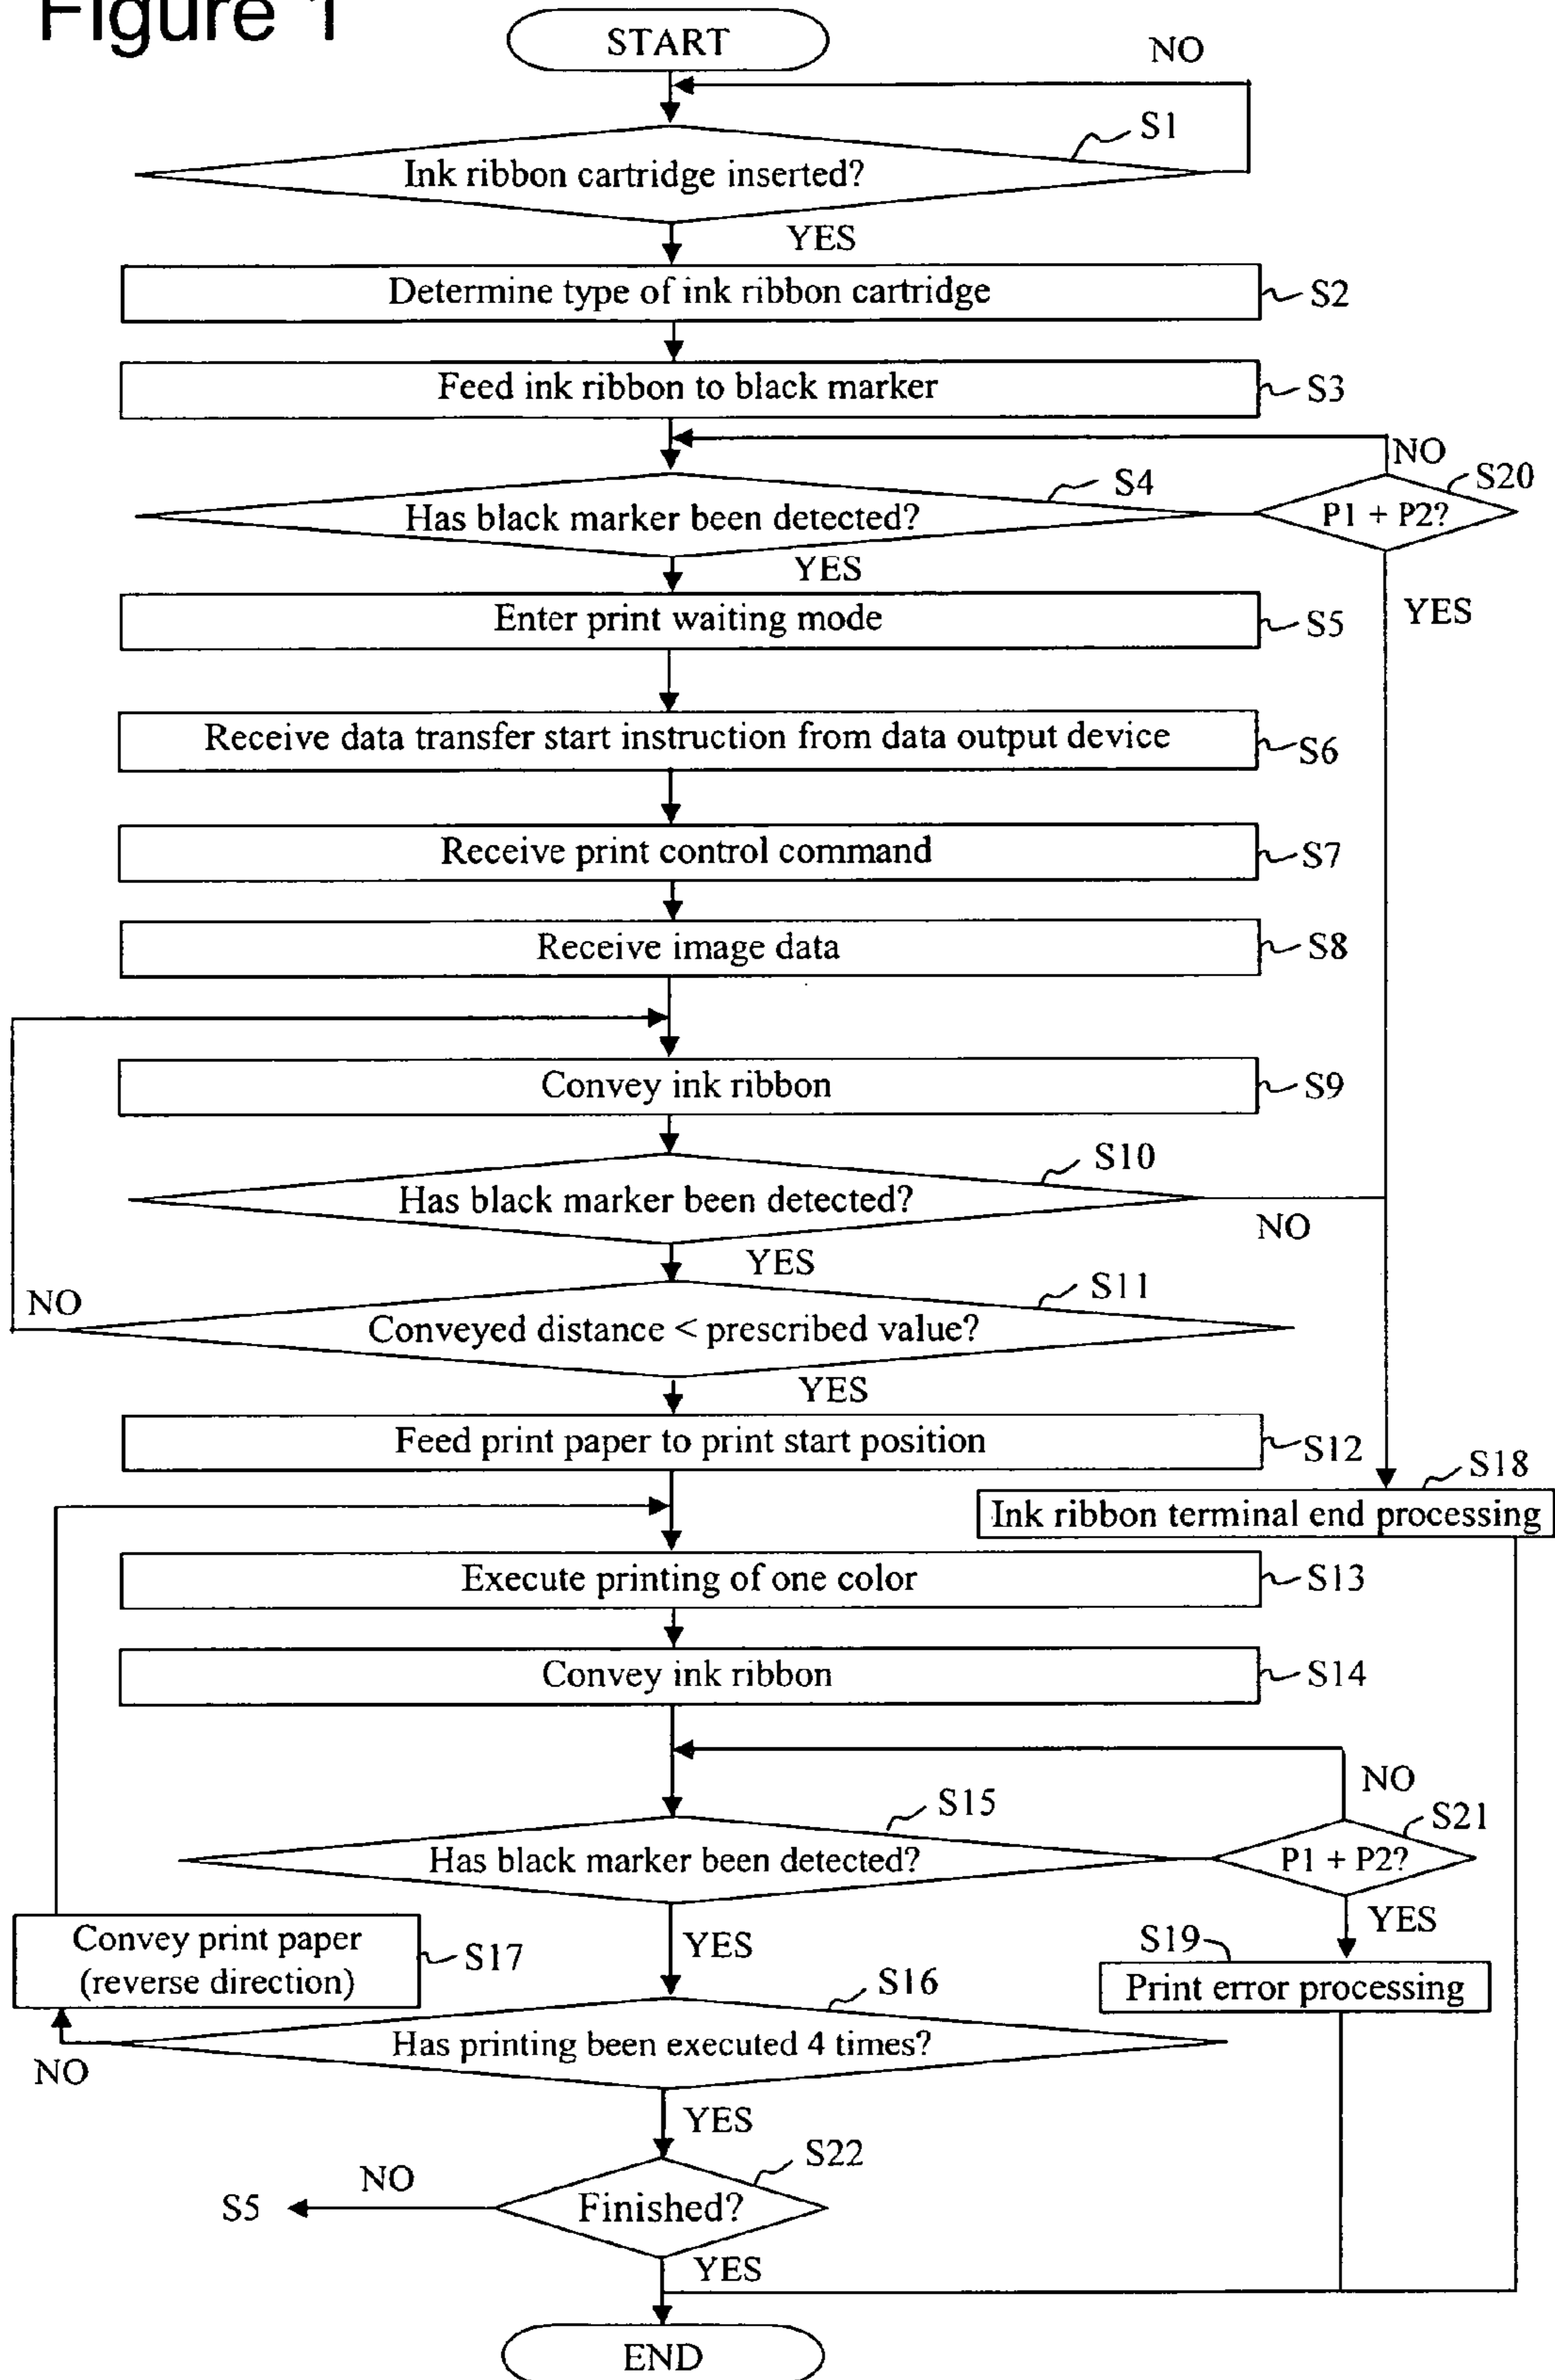 Figure 1
START
NO
S1
Ink ribbon cartridge inserted?
YES
Determine type of ink ribbon cartridge
S2
Feed ink ribbon to black marker
S3
NO
S20
S4
Has black marker been detected?
P1 + P2?
YES
YES
Enter print waiting mode
S5
Receive data transfer start instruction from data output device
S6
Receive print control command
S7
Receive image data
S8
Convey ink ribbon
S9
S10
Has black marker been detected?
NO
YES
S11
NO
Conveyed distance < prescribed value?
YES
Feed print paper to print start position
S12
S18
Ink ribbon terminal end processing
Execute printing of one color
S13
Convey ink ribbon
S14
NO
S15
S21
Has black marker been detected?
P1 + P2?
YES
YES
Convey print paper
(reverse direction)
S17
S19
Print error processing
S16
Has printing been executed 4 times?
NO
YES
S22
NO
S5
Finished?
YES
END